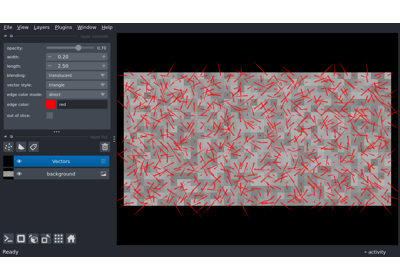 File View Layers Plugins Window Help
opacity: 0.70
width: 0.20
length: 2.50
blending: translucent
vector style: triangle
edge color mode: direct
edge color: red
out of slice:
Vectors
background
Ready activity